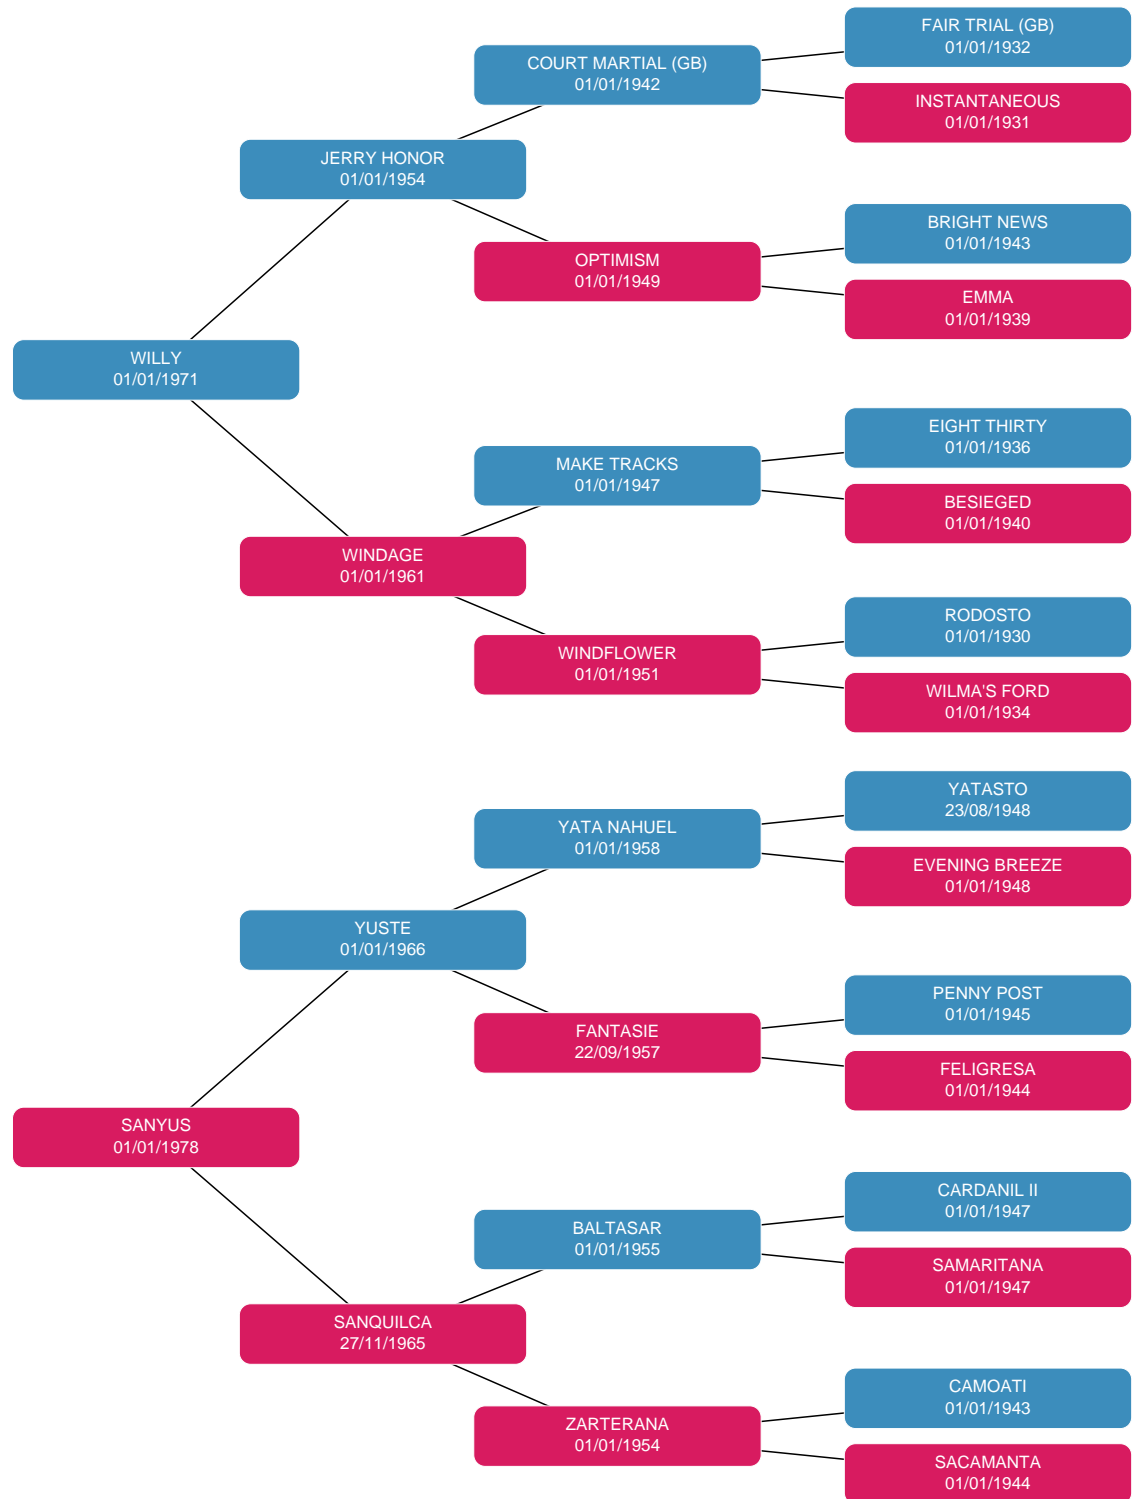 FAIR TRIAL (GB)
01/01/1932
COURT MARTIAL (GB)
01/01/1942
INSTANTANEOUS
01/01/1931
JERRY HONOR
01/01/1954
BRIGHT NEWS
01/01/1943
OPTIMISM
01/01/1949
EMMA
01/01/1939
WILLY
01/01/1971
EIGHT THIRTY
01/01/1936
MAKE TRACKS
01/01/1947
BESIEGED
01/01/1940
WINDAGE
01/01/1961
RODOSTO
01/01/1930
WINDFLOWER
01/01/1951
WILMA'S FORD
01/01/1934
YATASTO
23/08/1948
YATA NAHUEL
01/01/1958
EVENING BREEZE
01/01/1948
YUSTE
01/01/1966
PENNY POST
01/01/1945
FANTASIE
22/09/1957
FELIGRESA
01/01/1944
SANYUS
01/01/1978
CARDANIL II
01/01/1947
BALTASAR
01/01/1955
SAMARITANA
01/01/1947
SANQUILCA
27/11/1965
CAMOATI
01/01/1943
ZARTERANA
01/01/1954
SACAMANTA
01/01/1944